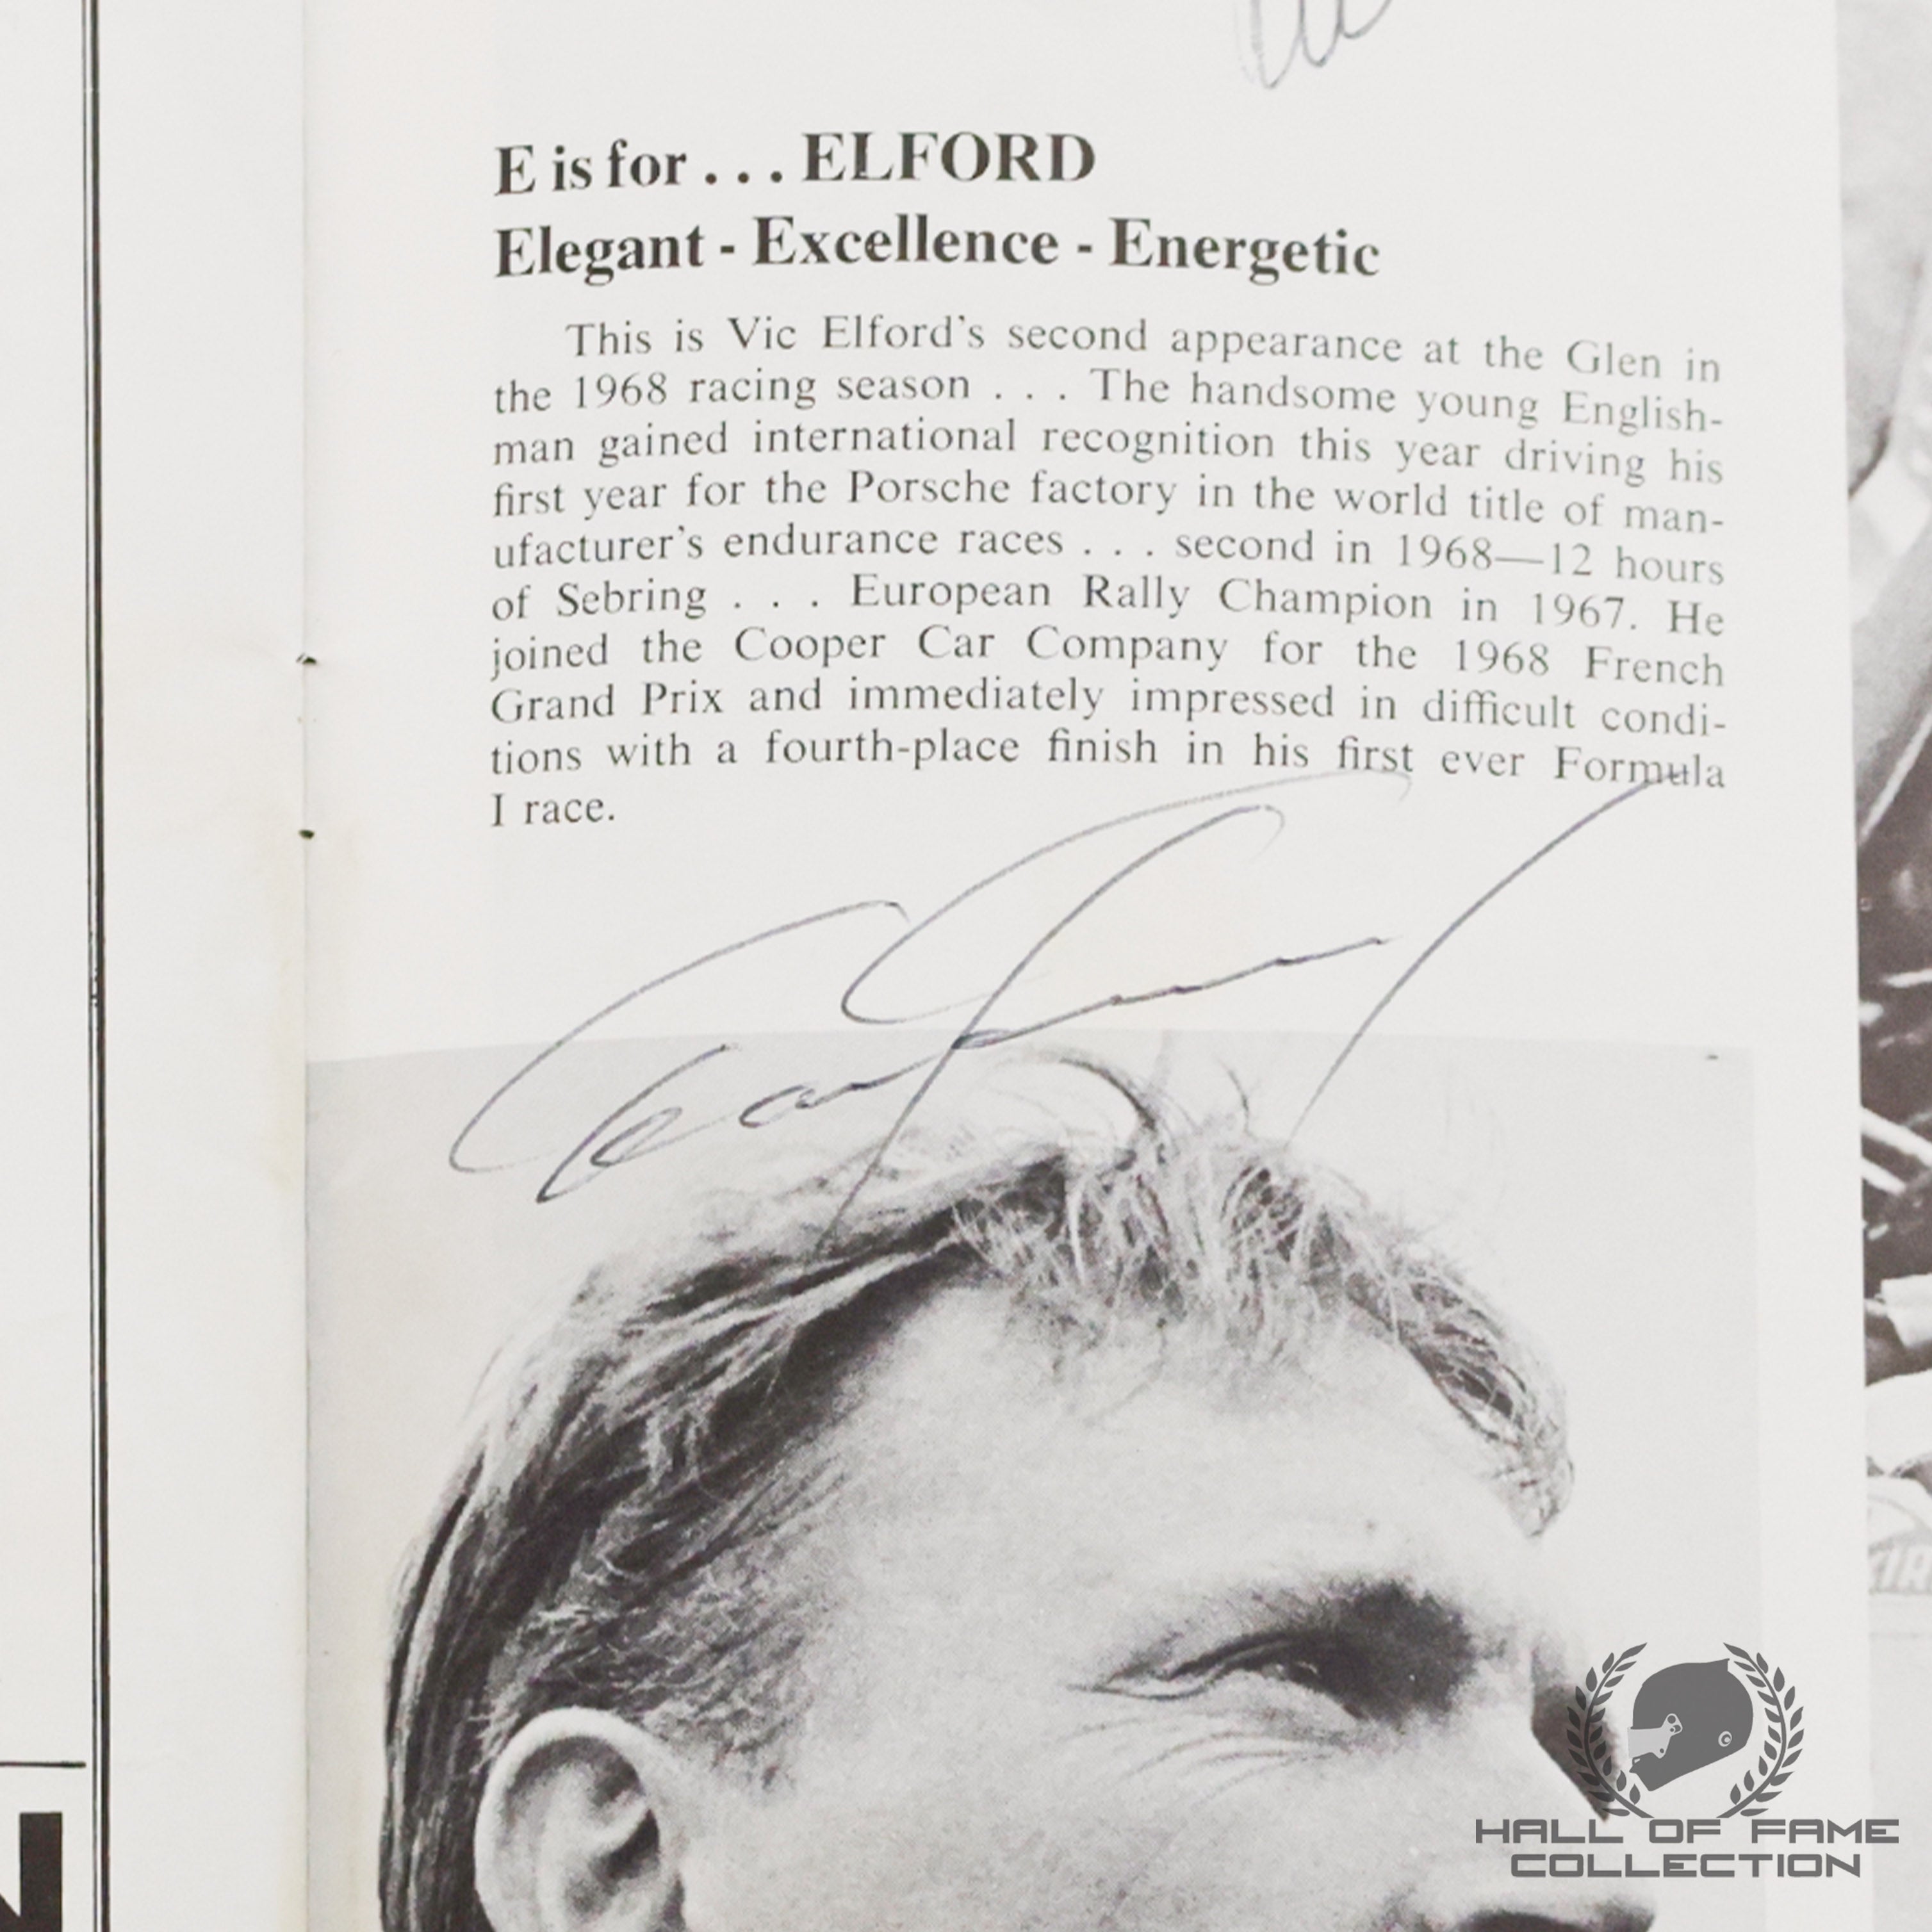 E is for . . . ELFORD
Elegant - Excellence - Energetic
This is Vic Elford's second appearance at the Glen in
the 1968 racing season . . . The handsome young English-
man gained international recognition this year driving his
first year for the Porsche factory in the world title of man-
ufacturer's endurance races . . . second in 1968—12 hours
of Sebring . . . European Rally Champion in 1967. He
joined the Cooper Car Company for the 1968 French
Grand Prix and immediately impressed in difficult condi-
tions with a fourth-place finish in his first ever Formula
I race.
HALL OF FAME
COLLECTION